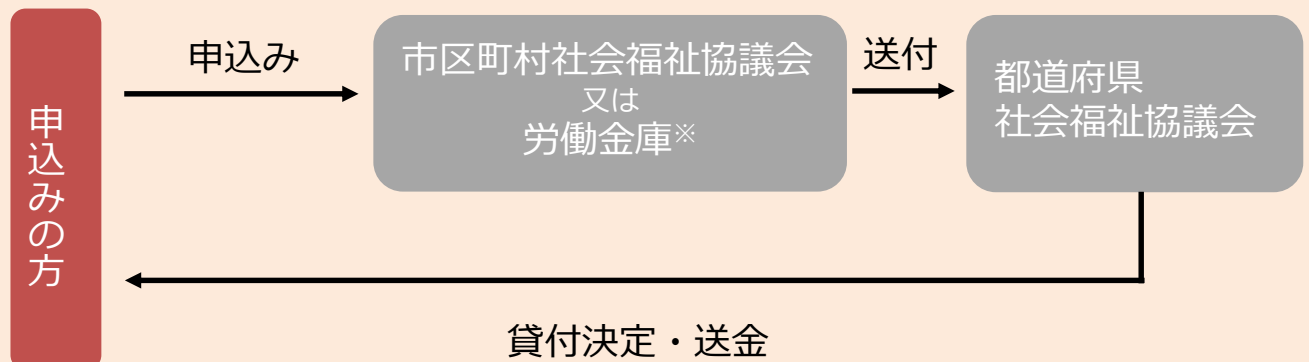 申込みの方
申込み
市区町村社会福祉協議会
又は
労働金庫※
送付
都道府県
社会福祉協議会
貸付決定・送金